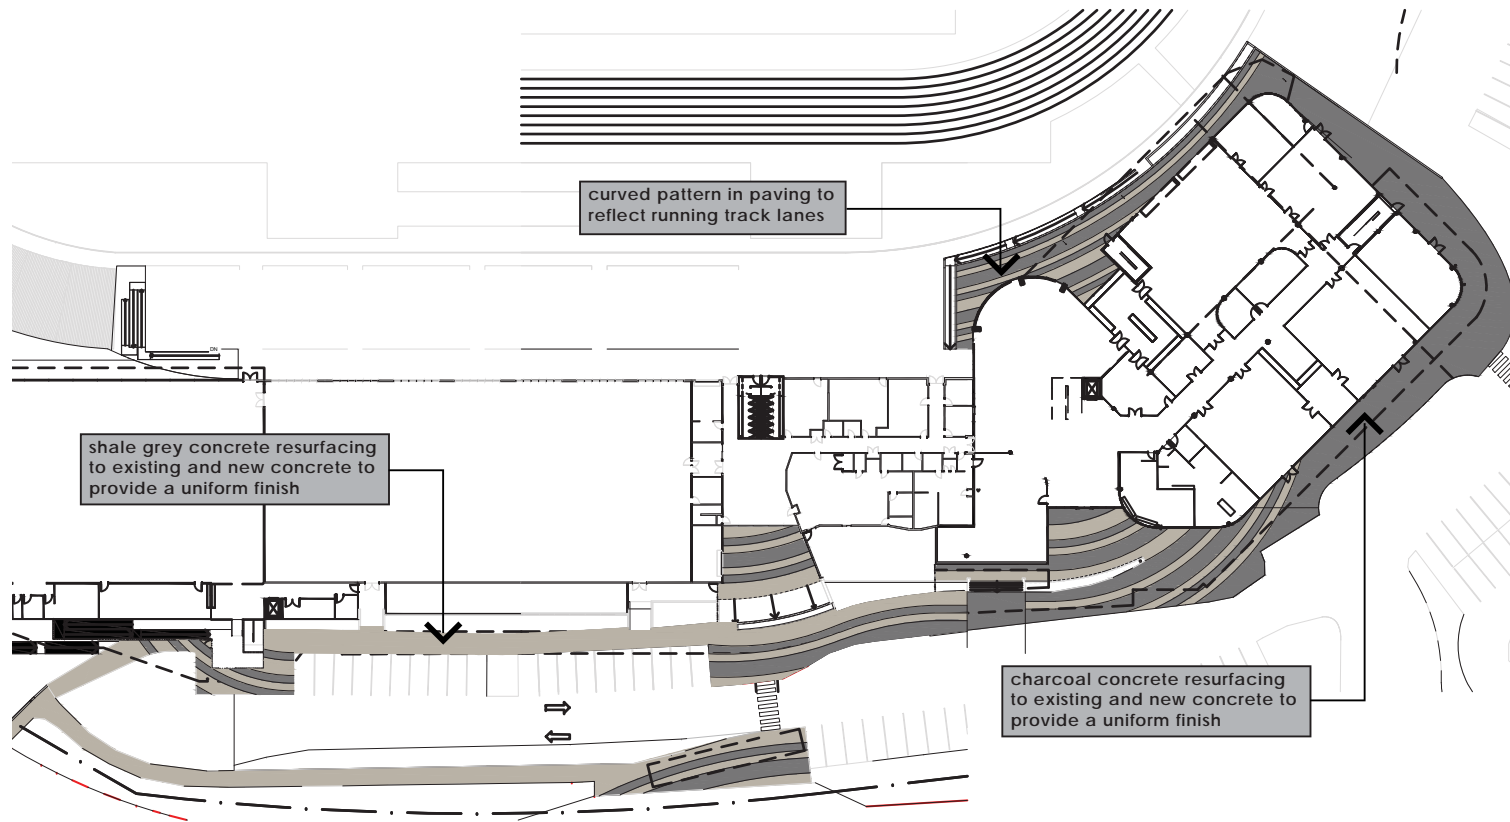 curved pattern in paving to
reflect running track lanes
DN
shale grey concrete resurfacing
to existing and new concrete to
provide a uniform finish
charcoal concrete resurfacing
to existing and new concrete to
provide a uniform finish